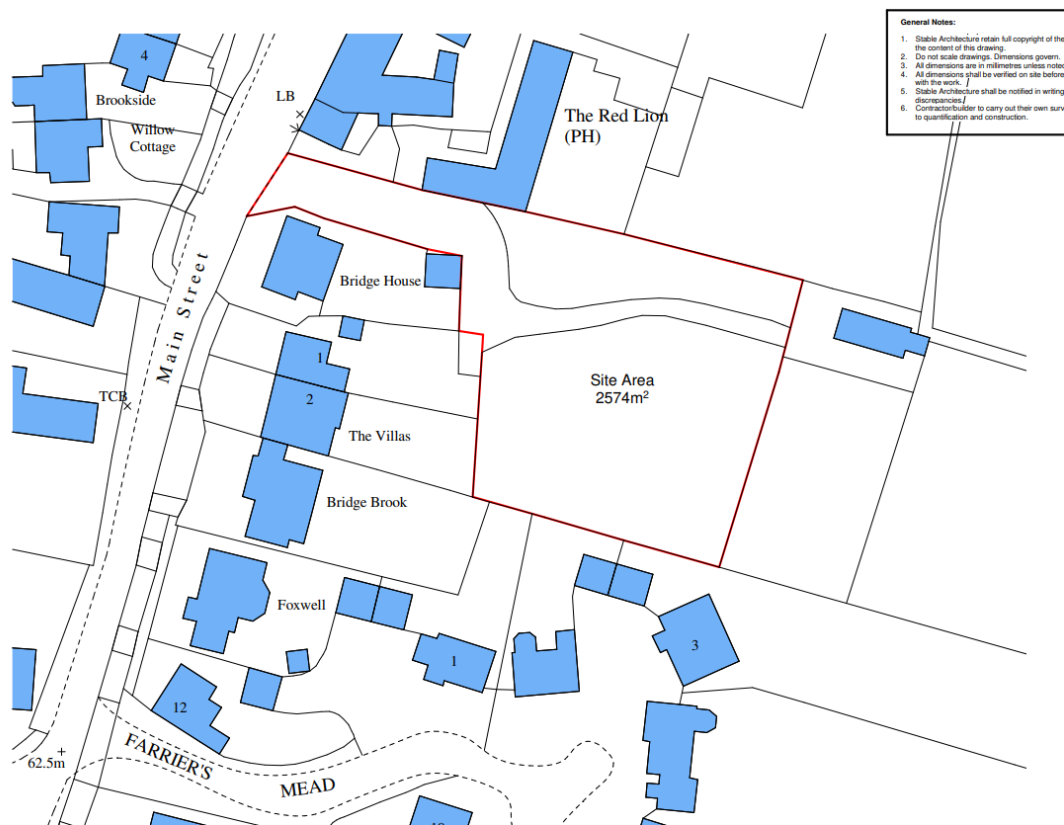 General Notes:
1. Stable Architecture retain full copyright of the
the content of this drawing.
2. Do not scale drawings. Dimensions govern.
3. All dimensions are in millimetres unless noted
4. All dimensions shall be verified on site before
with the work.
5. Stable Architecture shall be notified in writing
discrepancies.
6. Contractor/builder to carry out their own surv
to quantification and construction.
4
Brookside
Willow
Cottage
LB
The Red Lion
(PH)
Main Street
Bridge House
1
2
TCB
The Villas
Site Area
2574m²
Bridge Brook
Foxwell
1
3
12
62.5m
FARRIER'S
MEAD